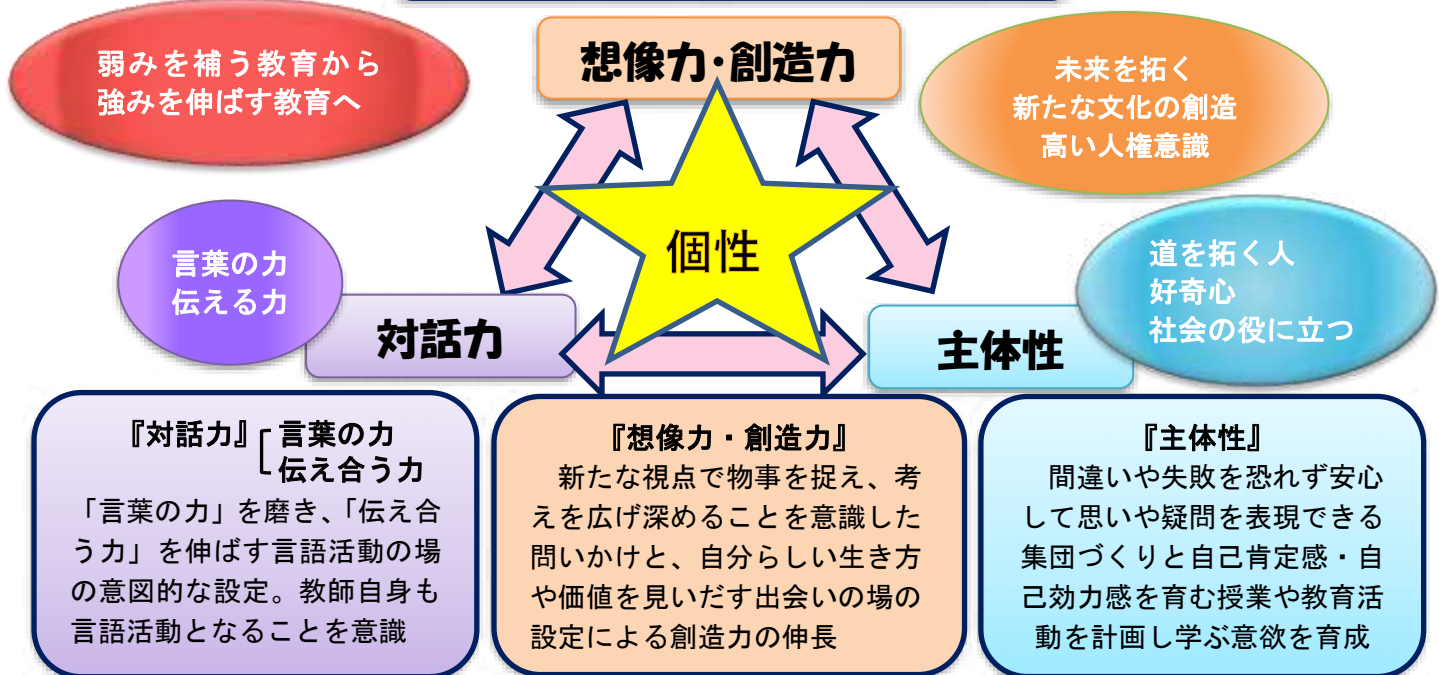 弱みを補う教育から
強みを伸ばす教育へ
想像力・創造力
未来を拓く
新たな文化の創造
高い人権意識
個性
言葉の力
伝える力
対話力
主体性
道を拓く人
好奇心
社会の役に立つ
『対話力』 言葉の力
伝え合う力
「言葉の力」を磨き、「伝え合
う力」を伸ばす言語活動の場
の意図的な設定。教師自身も
言語活動となることを意識
『想像力・創造力』
新たな視点で物事を捉え、考
えを広げ深めることを意識した
問いかけと、自分らしい生き方
や価値を見いだす出会いの場の
設定による創造力の伸長
『主体性』
間違いや失敗を恐れず安心
して思いや疑問を表現できる
集団づくりと自己肯定感・自
己効力感を育む授業や教育活
動を計画し学ぶ意欲を育成